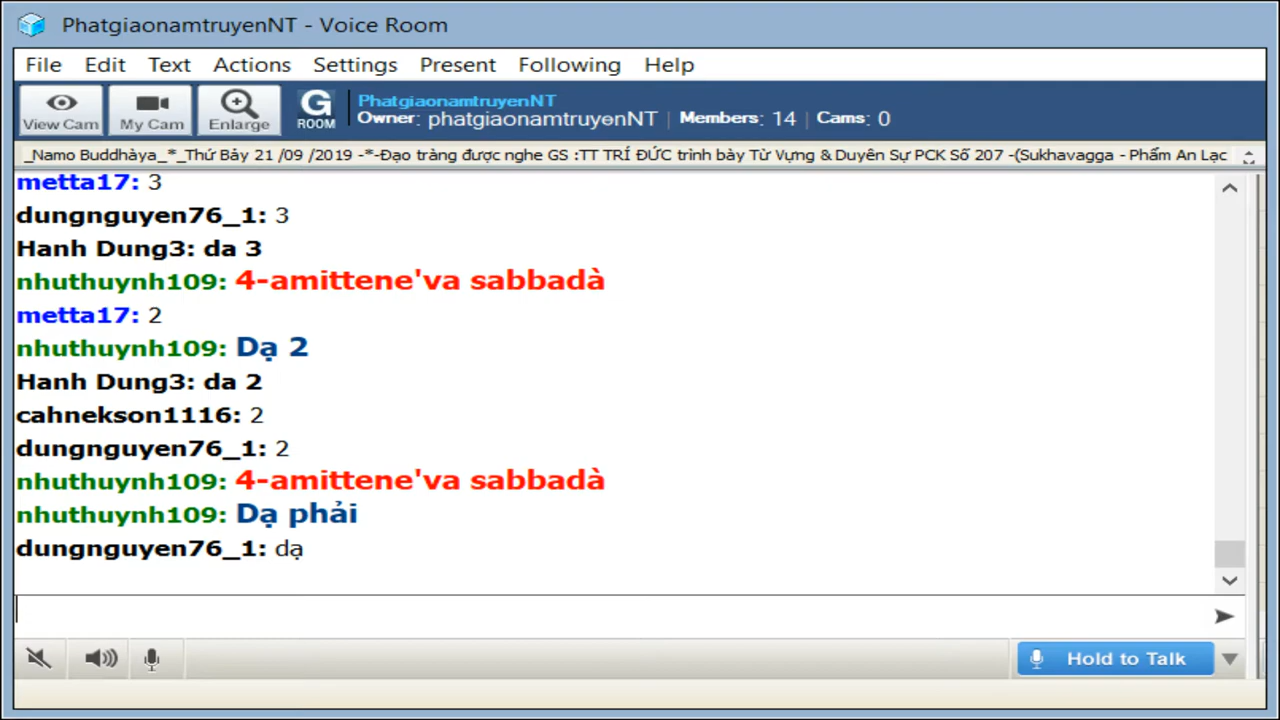 PhatgiaonamtruyenNT - Voice Room
File Edit Text Actions Settings Present Following Help
View Cam My Cam Enlarge G ROOM
PhatgiaonamtruyenNT
Owner: phatgiaonamtruyenNT | Members: 14 | Cams: 0
_Namo Buddhàya_*_Thứ Bảy 21 /09 /2019 -*-Đạo tràng được nghe GS :TT TRÍ ĐỨC trình bày Từ Vựng & Duyên Sự PCK Số 207 -(Sukhavagga - Phẩm An Lạc
metta17: 3
dungnguyen76_1: 3
Hanh Dung3: da 3
nhuthuynh109: 4-amittene'va sabbadà
metta17: 2
nhuthuynh109: Dạ 2
Hanh Dung3: da 2
cahnekson1116: 2
dungnguyen76_1: 2
nhuthuynh109: 4-amittene'va sabbadà
nhuthuynh109: Dạ phải
dungnguyen76_1: dạ
Hold to Talk